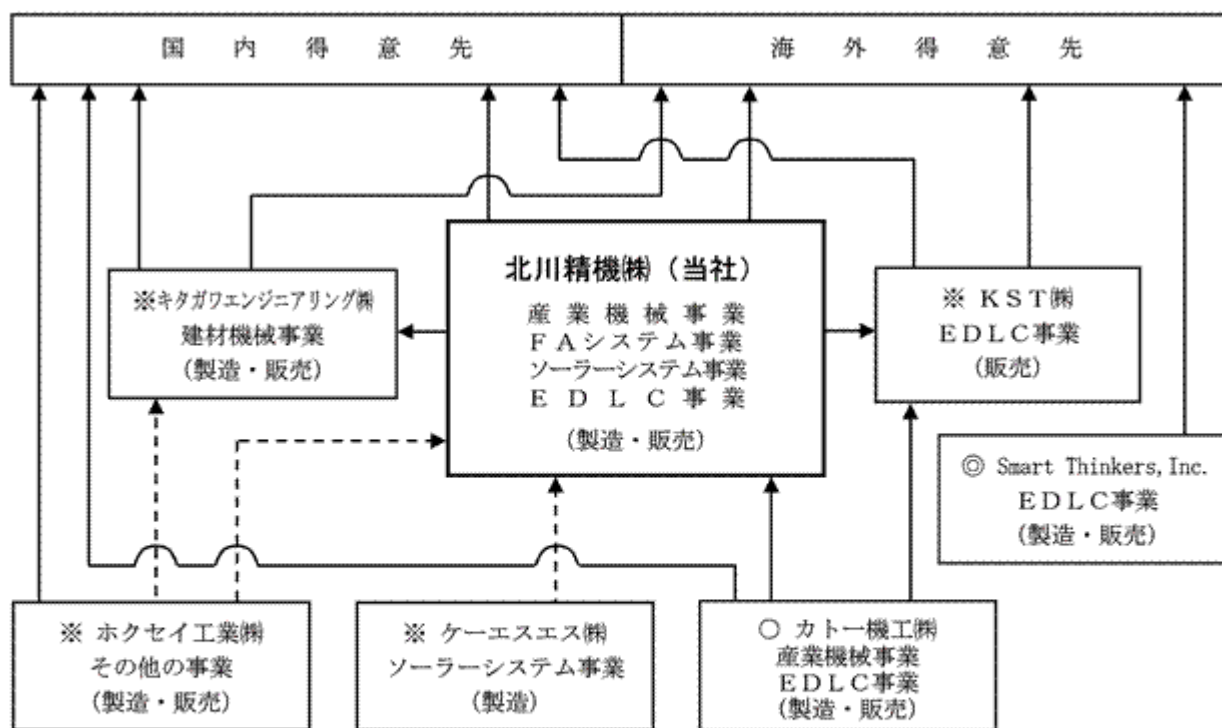 国内得意先
海外得意先
※キタガワエンジニアリング㈱
建材機械事業
(製造・販売)
北川精機㈱（当社）
産業機械事業
ＦＡシステム事業
ソーラーシステム事業
ＥＤＬＣ事業
(製造・販売)
※ ＫＳＴ㈱
ＥＤＬＣ事業
(販売)
◎ Smart Thinkers,Inc.
ＥＤＬＣ事業
(製造・販売)
※ ホクセイ工業㈱
その他の事業
(製造・販売)
※ ケーエスエス㈱
ソーラーシステム事業
(製造)
○ カトー機工㈱
産業機械事業
ＥＤＬＣ事業
(製造・販売)